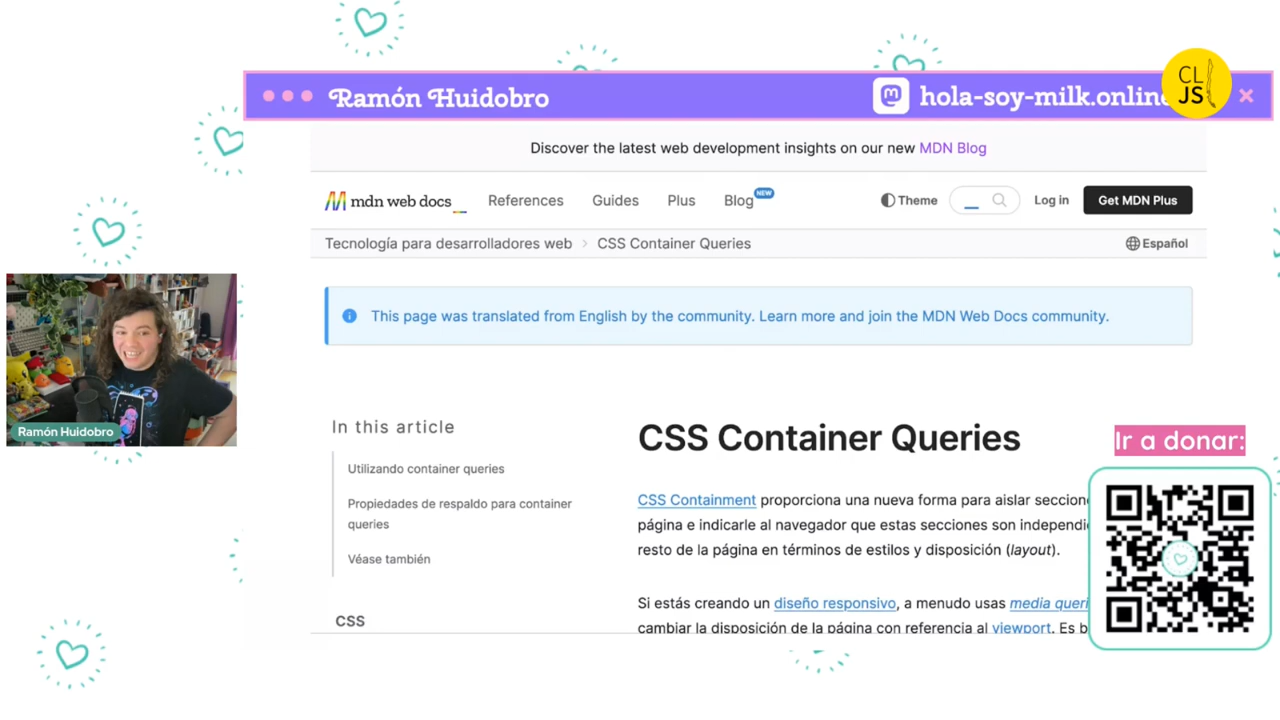 Ramón Huidobro
hola-soy-milk.online
CL
JS
Discover the latest web development insights on our new MDN Blog
mdn web docs
References
Guides
Plus
Blog
NEW
Theme
Log in
Get MDN Plus
Tecnología para desarrolladores web > CSS Container Queries
Español
This page was translated from English by the community. Learn more and join the MDN Web Docs community.
Ramón Huidobro
In this article
Utilizando container queries
Propiedades de respaldo para container
queries
Véase también
CSS
CSS Container Queries
CSS Containment proporciona una nueva forma para aislar
página e indicarle al navegador que estas secciones son
resto de la página en términos de estilos y disposición (layout).
Si estás creando un diseño responsivo, a menudo usas media
cambiar la disposición de la página con referencia al viewport. Es
Ir a donar: